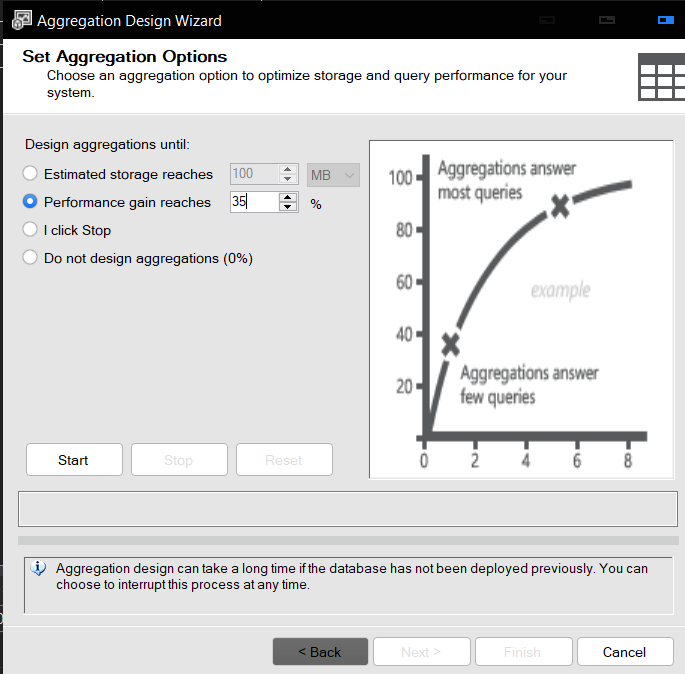 Aggregation Design Wizard
Set Aggregation Options
Choose an aggregation option to optimize storage and query performance for your
system.
Design aggregations until:
Estimated storage reaches 100 MB
Performance gain reaches 35 %
I click Stop
Do not design aggregations (0%)
100
80
60
40
20
Aggregations answer
most queries
example
Aggregations answer
few queries
0 2 4 6 8
Start Stop Reset
Aggregation design can take a long time if the database has not been deployed previously. You can
choose to interrupt this process at any time.
< Back Next > Finish Cancel